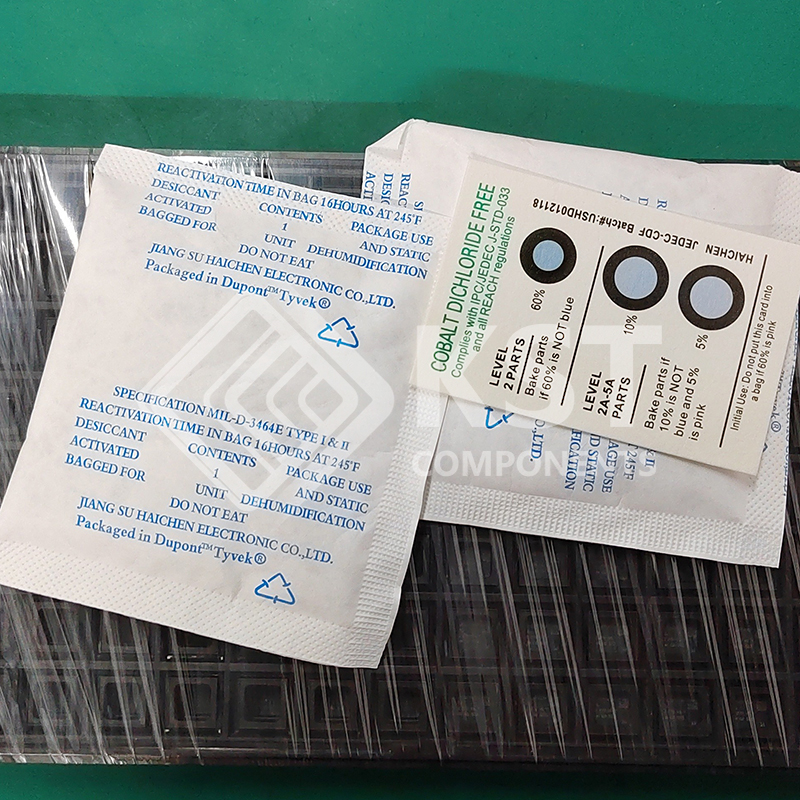 REACTIVATION TIME IN BAG 16HOURS AT 245°F
DESICCANT CONTENTS PACKAGE USE
ACTIVATED 1 AND STATIC
BAGGED FOR UNIT DEHUMIDIFICATION
DO NOT EAT
JIANG SU HAICHEN ELECTRONIC CO.,LTD.
Packaged in Dupont™Tyvek®
SPECIFICATION MIL-D-3464E TYPE I & II
REACTIVATION TIME IN BAG 16HOURS AT 245°F
DESICCANT CONTENTS PACKAGE USE
ACTIVATED 1 AND STATIC
BAGGED FOR UNIT DEHUMIDIFICATION
DO NOT EAT
JIANG SU HAICHEN ELECTRONIC CO.,LTD.
Packaged in Dupont™Tyvek®
COBALT DICHLORIDE FREE
Complies with IPC/JEDEC J-STD-033
and all REACH regulations
LEVEL
2 PARTS
Bake parts
if 60% is NOT blue
60%
LEVEL
2A-5A
PARTS
Bake parts if
10% is NOT
blue and 5%
is pink
10%
5%
HAICHEN JEDEC-CDF Batch#:USHD012118
Initial Use: Do not put this card into
a bag if 60% is pink
KST
COMPONENTS